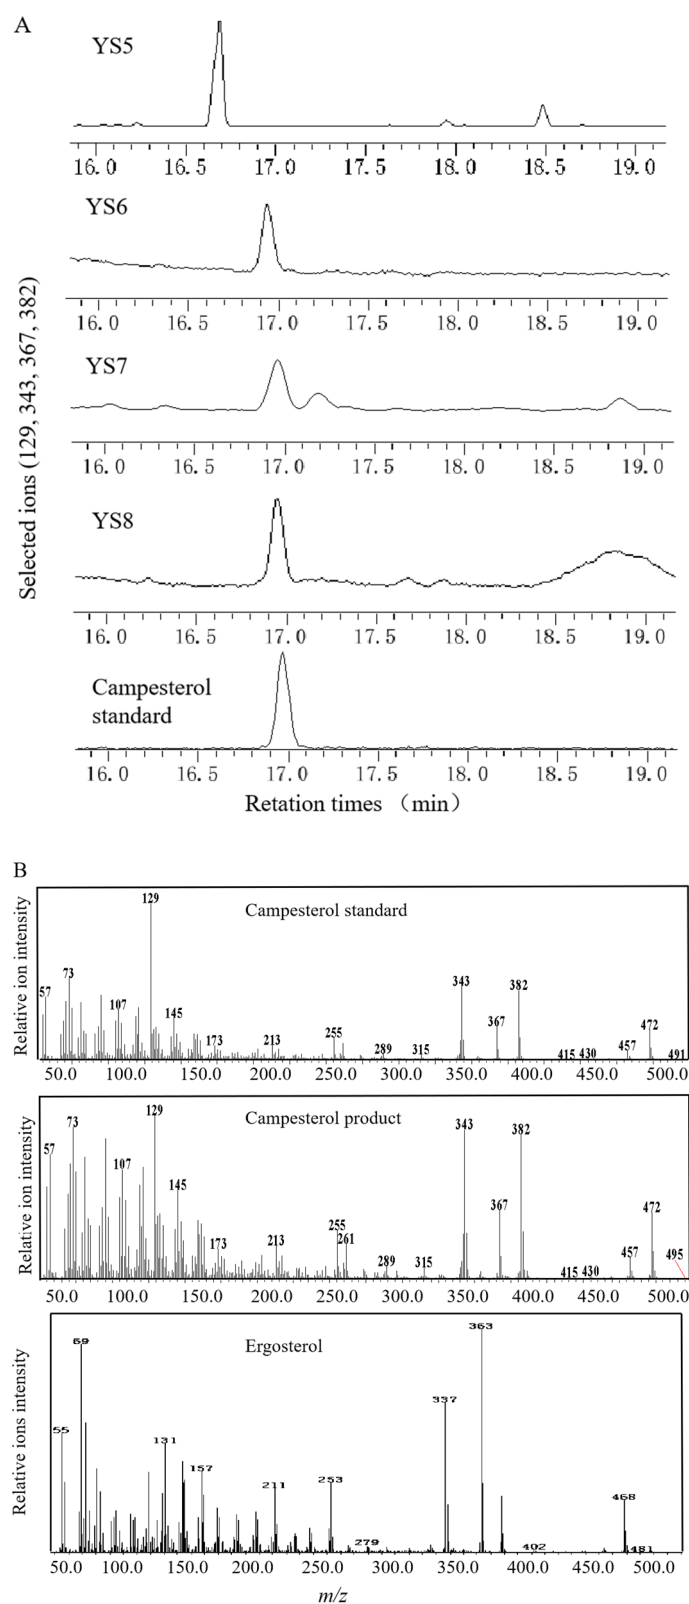 A
YS5
16.0 16.5 17.0 17.5 18.0 18.5 19.0
YS6
16.0 16.5 17.0 17.5 18.0 18.5 19.0
YS7
16.0 16.5 17.0 17.5 18.0 18.5 19.0
YS8
16.0 16.5 17.0 17.5 18.0 18.5 19.0
Campesterol
standard
16.0 16.5 17.0 17.5 18.0 18.5 19.0
Retation times （min）
Selected ions (129, 343, 367, 382)
B
Relative ion intensity
Campesterol standard
57 73 107 129 145 173 213 255 289 315 343 367 382 415 430 457 472 491
50.0 100.0 150.0 200.0 250.0 300.0 350.0 400.0 450.0 500.0
Relative ion intensity
Campesterol product
57 73 107 129 145 173 213 255 261 289 315 343 367 382 415 430 457 472 495
50.0 100.0 150.0 200.0 250.0 300.0 350.0 400.0 450.0 500.0
Relative ions intensity
Ergosterol
55 69 131 157 211 253 279 337 363 402 468 481
50.0 100.0 150.0 200.0 250.0 300.0 350.0 400.0 450.0 500.0
m/z